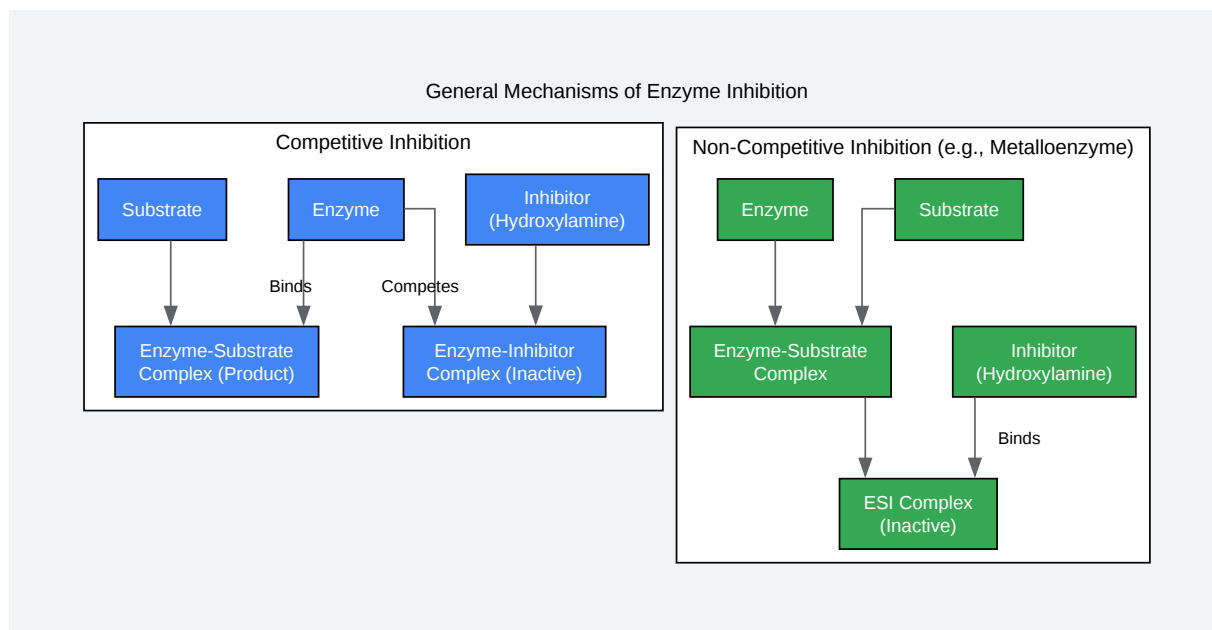 General Mechanisms of Enzyme Inhibition
Competitive Inhibition
Substrate
Enzyme
Inhibitor
(Hydroxylamine)
Binds
Competes
Enzyme-Substrate
Complex (Product)
Enzyme-Inhibitor
Complex (Inactive)
Non-Competitive Inhibition (e.g., Metalloenzyme)
Enzyme
Substrate
Enzyme-Substrate
Complex
Inhibitor
(Hydroxylamine)
Binds
ESI Complex
(Inactive)